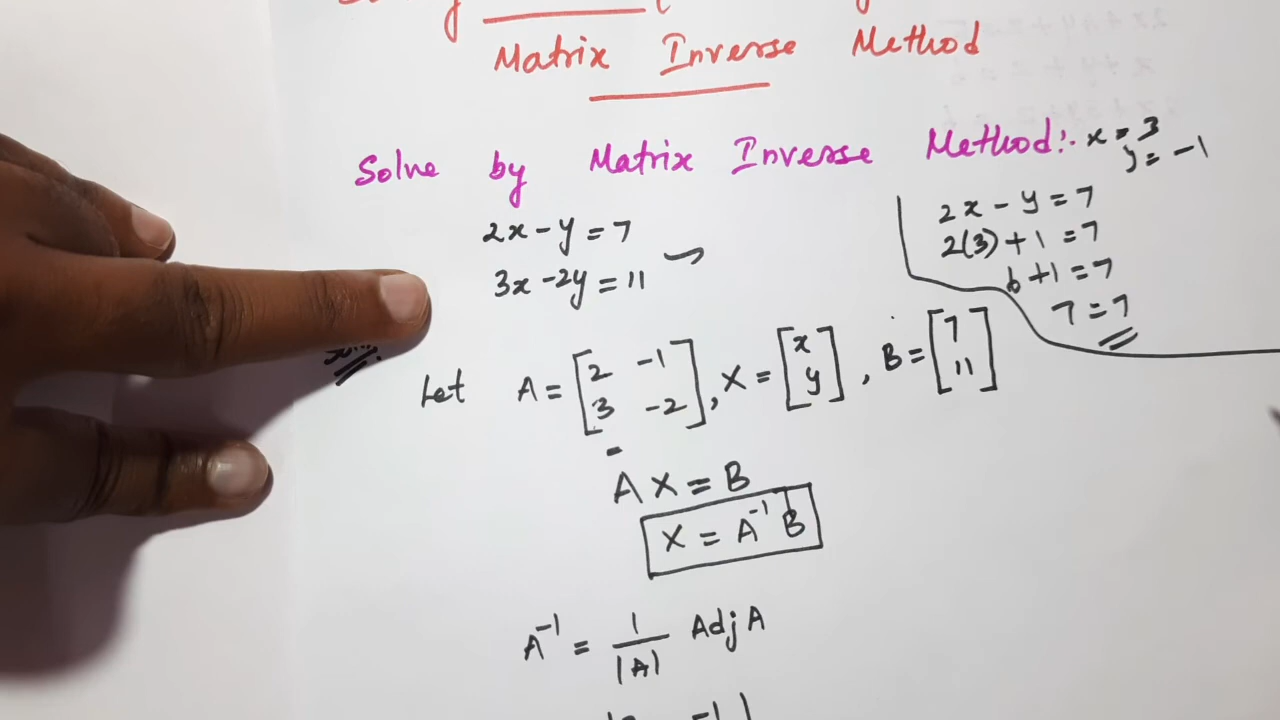 Matrix Inverse Method
Solve by Matrix Inverse Method:- x = 3
y = -1
2x - y = 7
3x - 2y = 11
2x - y = 7
2(3) + 1 = 7
6 + 1 = 7
7 = 7
Let A = [2 -1 3 -2], X = [x y], B = [7 11]
AX = B
X = A⁻¹ B
A⁻¹ = 1/|A| Adj A